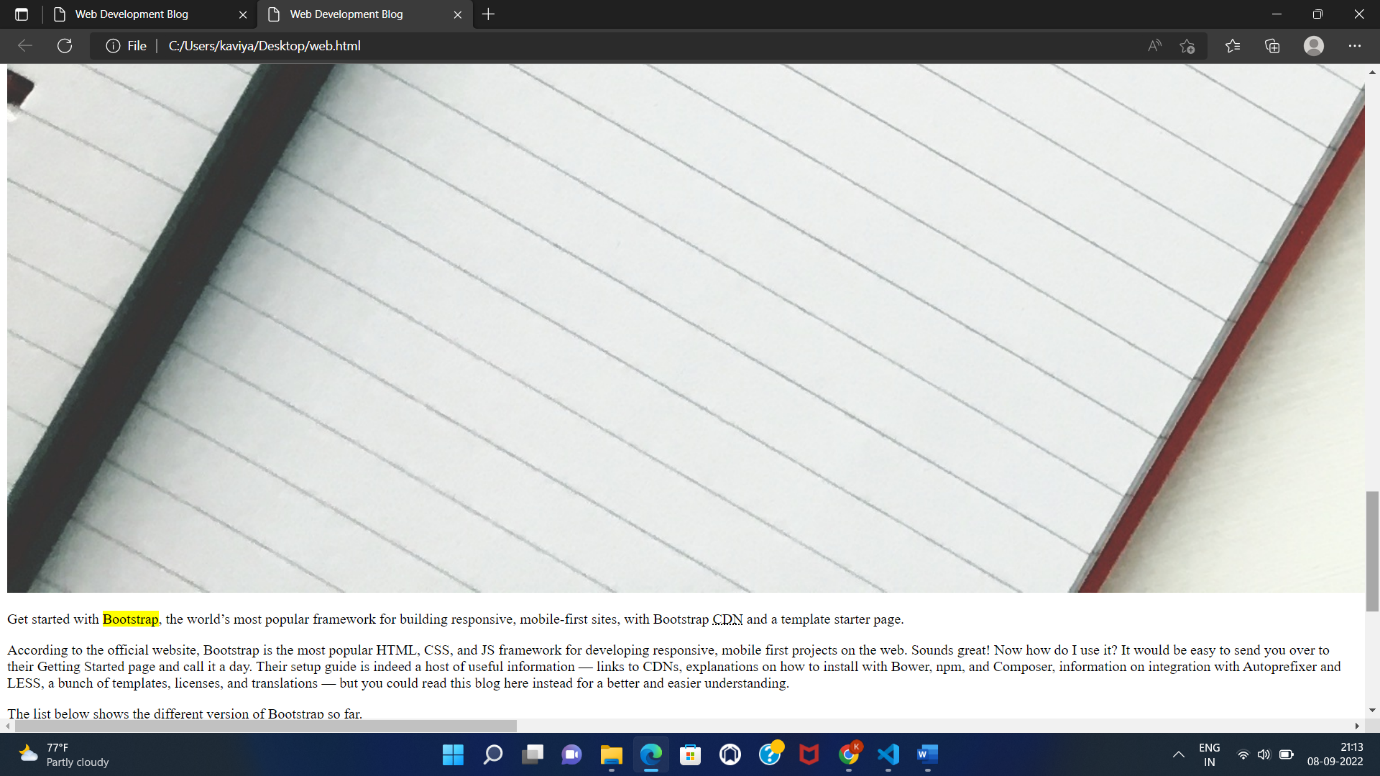 Web Development Blog
Web Development Blog
File
C:/Users/kaviya/Desktop/web.html
Get started with Bootstrap, the world’s most popular framework for building responsive, mobile-first sites, with Bootstrap CDN and a template starter page.
According to the official website, Bootstrap is the most popular HTML, CSS, and JS framework for developing responsive, mobile first projects on the web. Sounds great! Now how do I use it? It would be easy to send you over to
their Getting Started page and call it a day. Their setup guide is indeed a host of useful information — links to CDNs, explanations on how to install with Bower, npm, and Composer, information on integration with Autoprefixer and
LESS, a bunch of templates, licenses, and translations — but you could read this blog here instead for a better and easier understanding.
The list below shows the different version of Bootstrap so far.
77°F
Partly cloudy
K
ENG
IN
21:13
08-09-2022